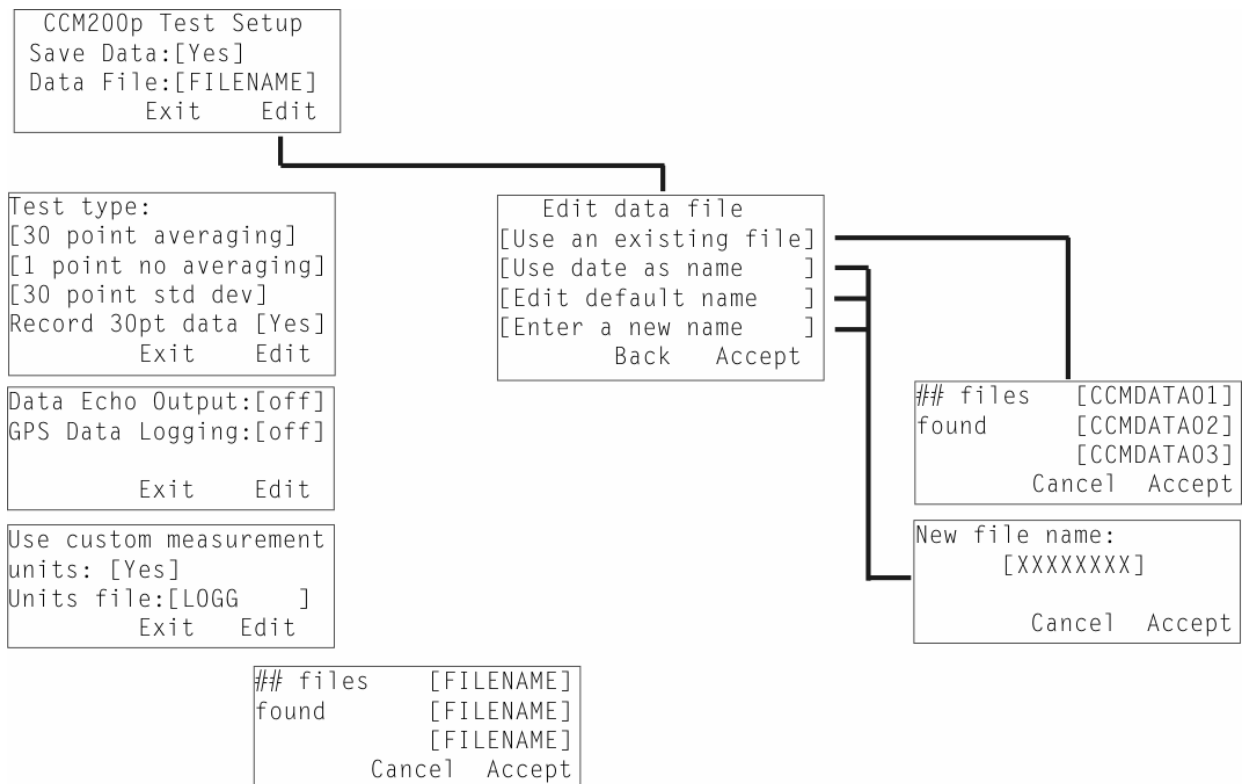 CCM200p Test Setup
Save Data:[Yes]
Data File:[FILENAME]
Exit Edit
Test type:
[30 point averaging]
[1 point no averaging]
[30 point std dev]
Record 30pt data [Yes]
Exit Edit
Data Echo Output:[off]
GPS Data Logging:[off]
Exit Edit
Use custom measurement
units: [Yes]
Units file:[LOGG ]
Exit Edit
Edit data file
[Use an existing file]
[Use date as name ]
[Edit default name ]
[Enter a new name ]
Back Accept
## files [CCMDATA01]
found [CCMDATA02]
[CCMDATA03]
Cancel Accept
New file name:
[XXXXXXXX]
Cancel Accept
## files [FILENAME]
found [FILENAME]
[FILENAME]
Cancel Accept